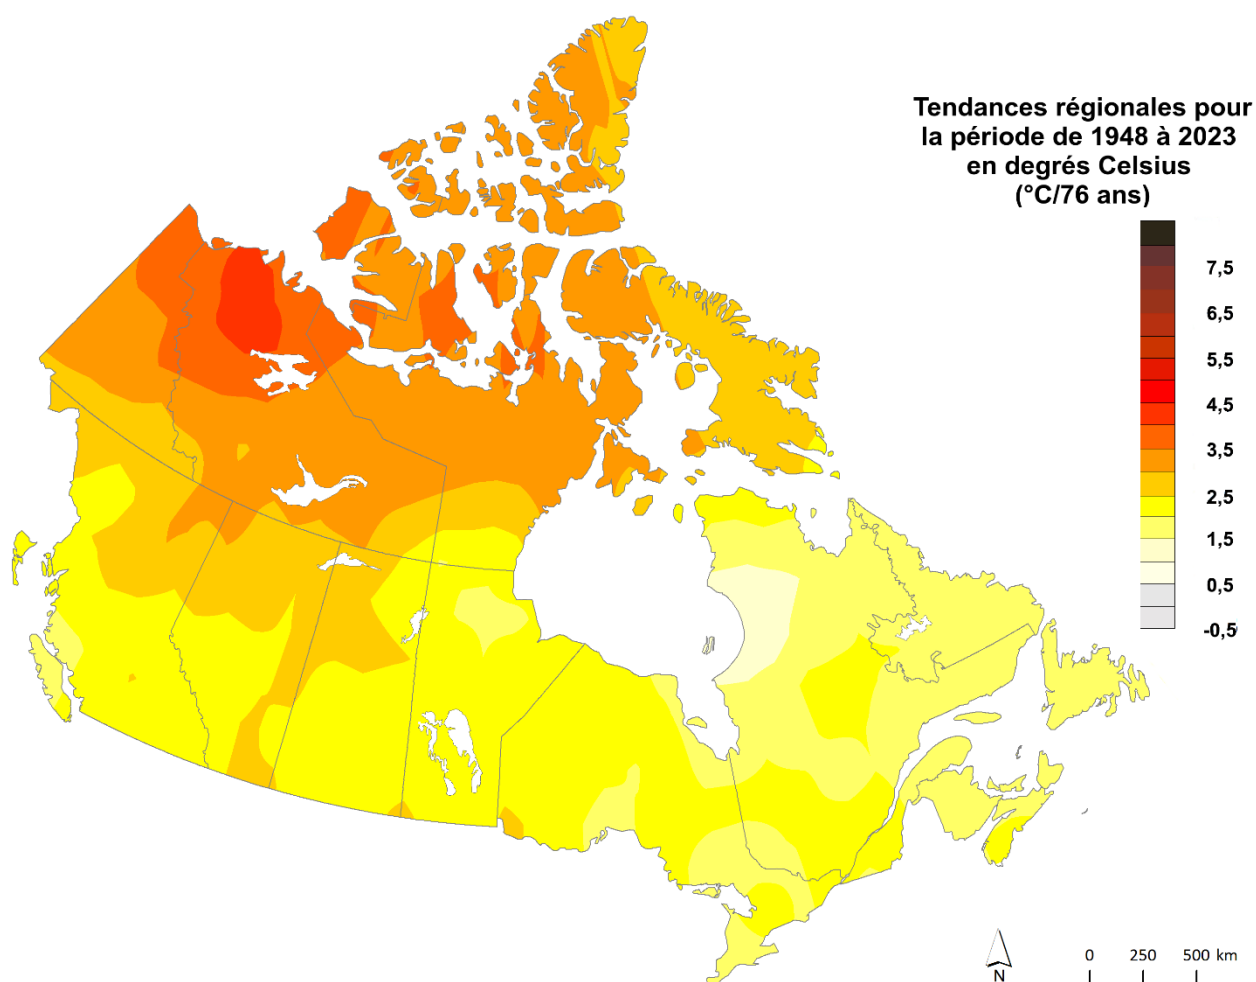 Tendances régionales pour
la période de 1948 à 2023
en degrés Celsius
(°C/76 ans)
7,5
6,5
5,5
4,5
3,5
2,5
1,5
0,5
-0,5
N
0 250 500 km